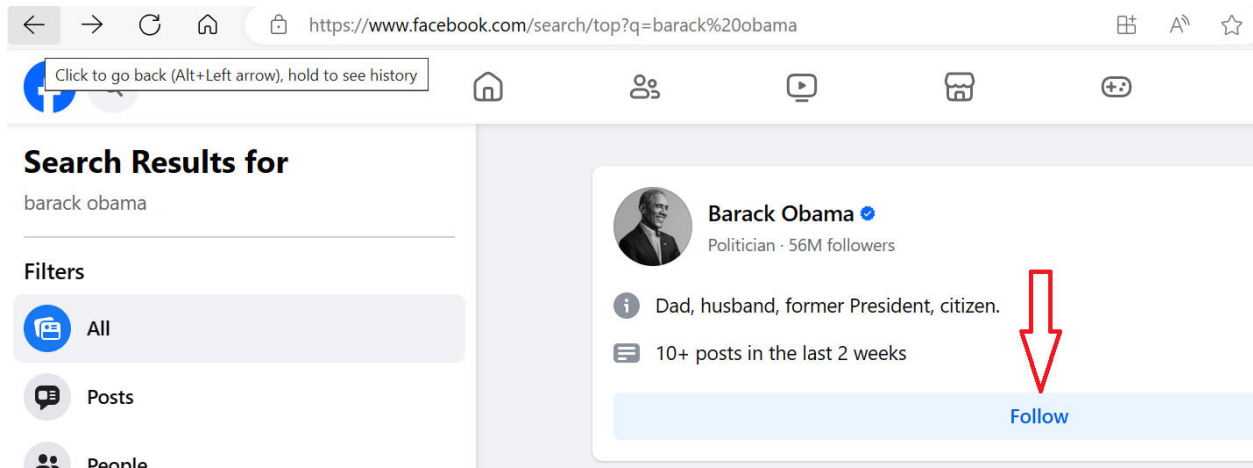 https://www.facebook.com/search/top?q=barack%20obama
Click to go back (Alt+Left arrow), hold to see history
Search Results for
barack obama
Filters
All
Posts
People
Barack Obama
Politician · 56M followers
Dad, husband, former President, citizen.
10+ posts in the last 2 weeks
Follow